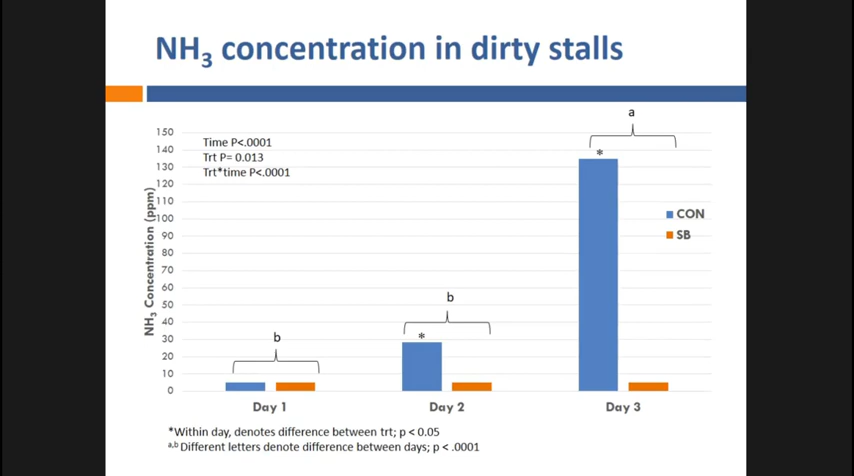 NH3 concentration in dirty stalls
Time P<.0001
Trt P= 0.013
Trt*time P<.0001
NH3 Concentration (ppm)
150
140
130
120
110
100
90
80
70
60
50
40
30
20
10
0
b
*
b
*
a
CON
SB
Day 1
Day 2
Day 3
*Within day, denotes difference between trt; p < 0.05
a,b Different letters denote difference between days; p < .0001